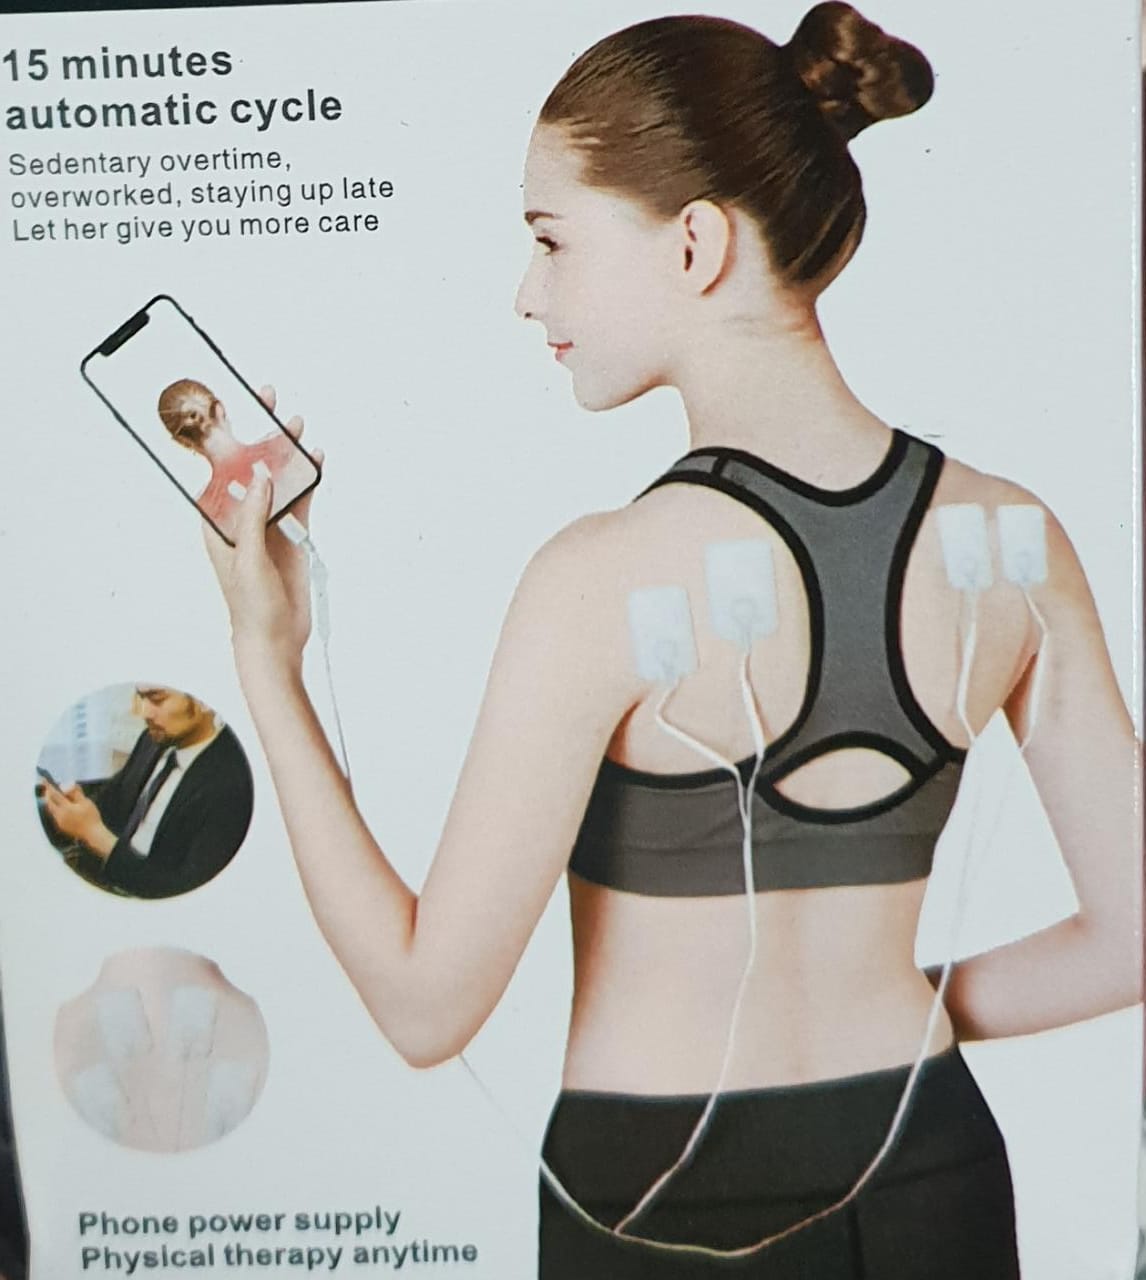 15 minutes
automatic cycle
Sedentary overtime,
overworked, staying up late
Let her give you more care
Phone power supply
Physical therapy anytime